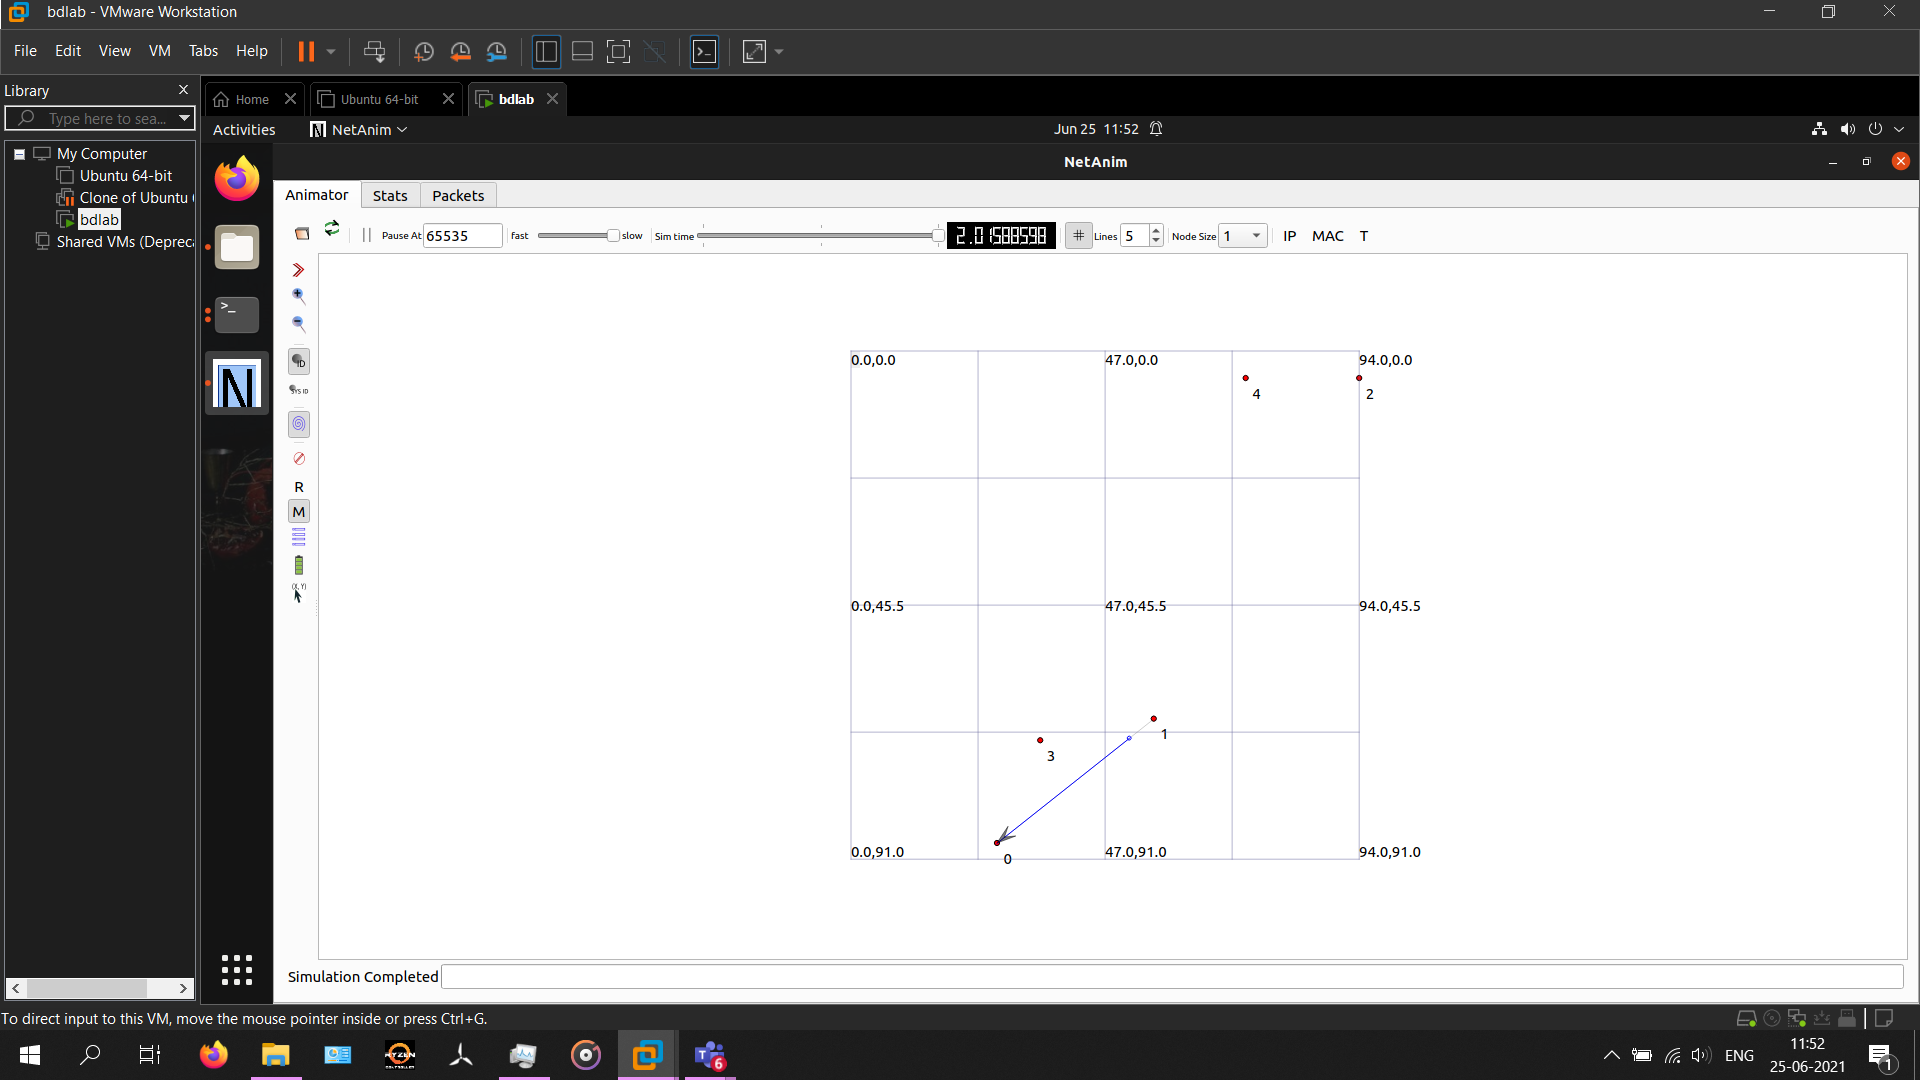 bdlab - VMware Workstation
File Edit View VM Tabs Help
Library
Type here to sea...
My Computer
Ubuntu 64-bit
Clone of Ubuntu
bdlab
Shared VMs (Depreca
Home
Ubuntu 64-bit
bdlab
Activities
NetAnim
Jun 25 11:52
NetAnim
Animator
Stats
Packets
Pause At 65535
fast
slow
Sim time
2.01588598
Lines 5
Node Size 1
IP MAC T
ID
SYS ID
R
M
(X, Y)
0.0,0.0
47.0,0.0
94.0,0.0
4
2
0.0,45.5
47.0,45.5
94.0,45.5
1
3
0.0,91.0
0
47.0,91.0
94.0,91.0
Simulation Completed
To direct input to this VM, move the mouse pointer inside or press Ctrl+G.
6
ENG
11:52
25-06-2021
1